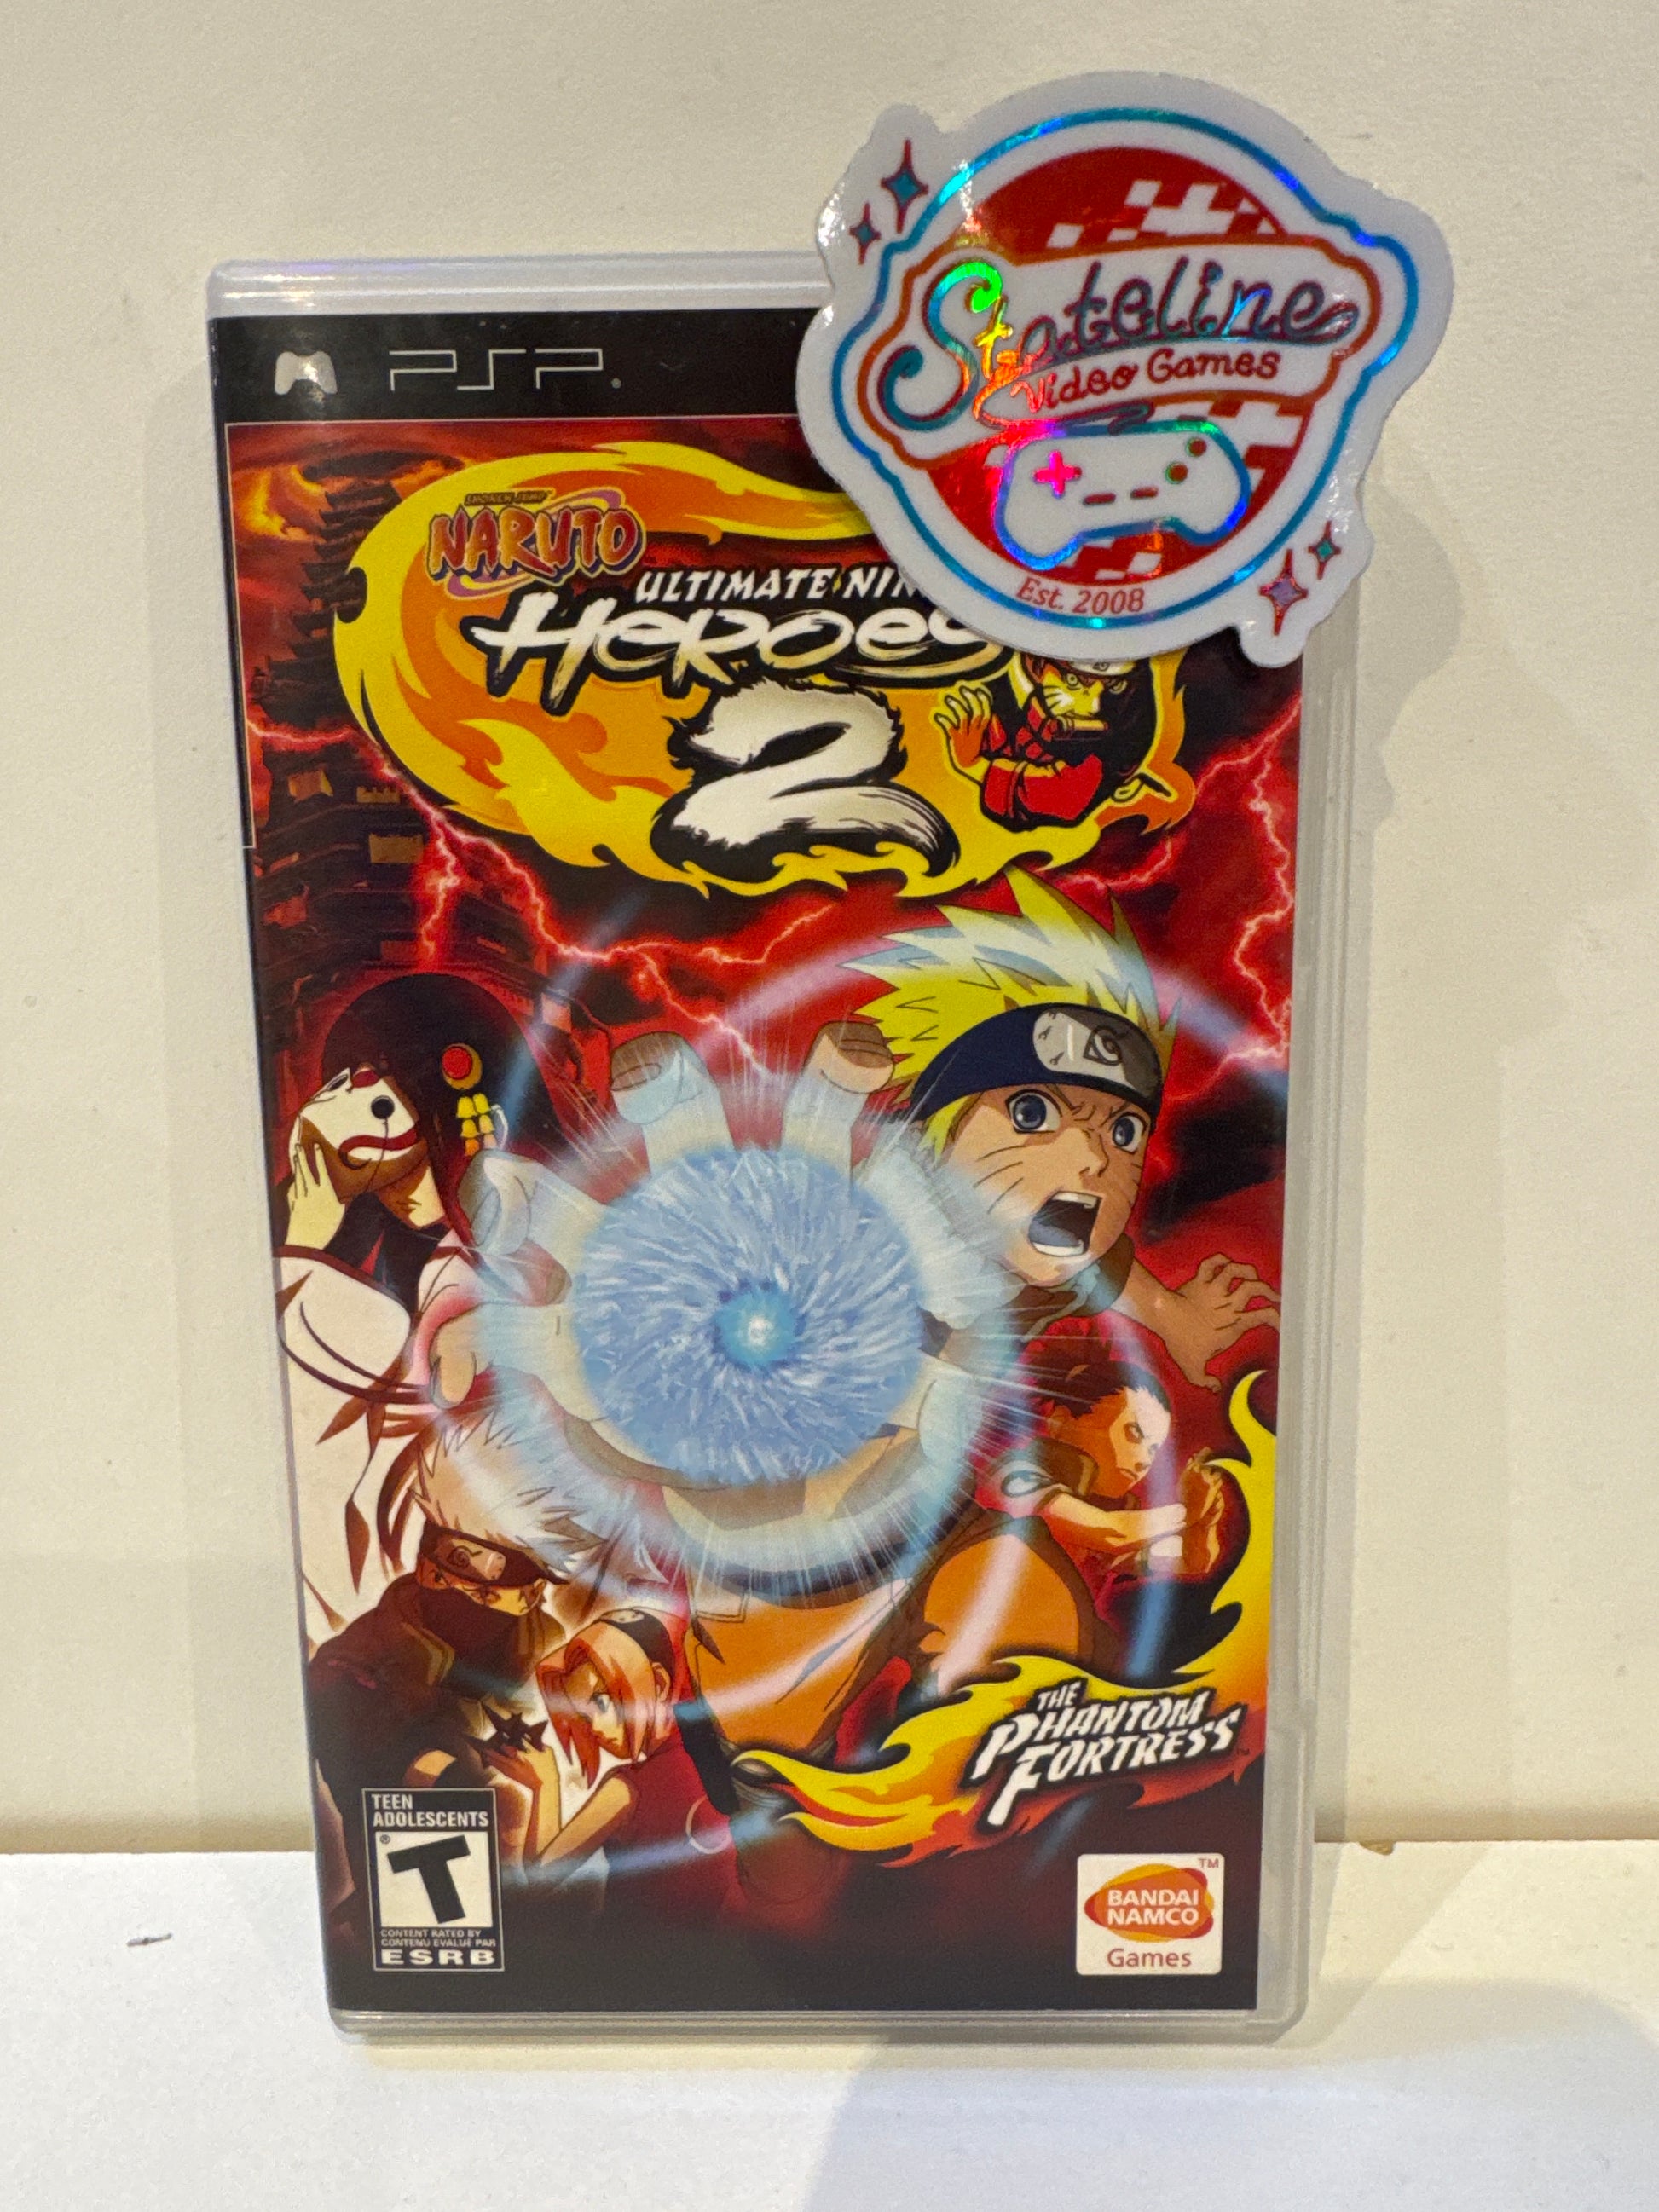 Stateline
Video Games
Est. 2008
PSP
SHONEN JUMP
NARUTO
ULTIMATE NIN
HEROES
2
THE
PHANTOM
FORTRESS
TEEN
ADOLESCENTS
T
CONTENT RATED BY
CONTENU ÉVALUÉ PAR
ESRB
BANDAI
NAMCO
Games